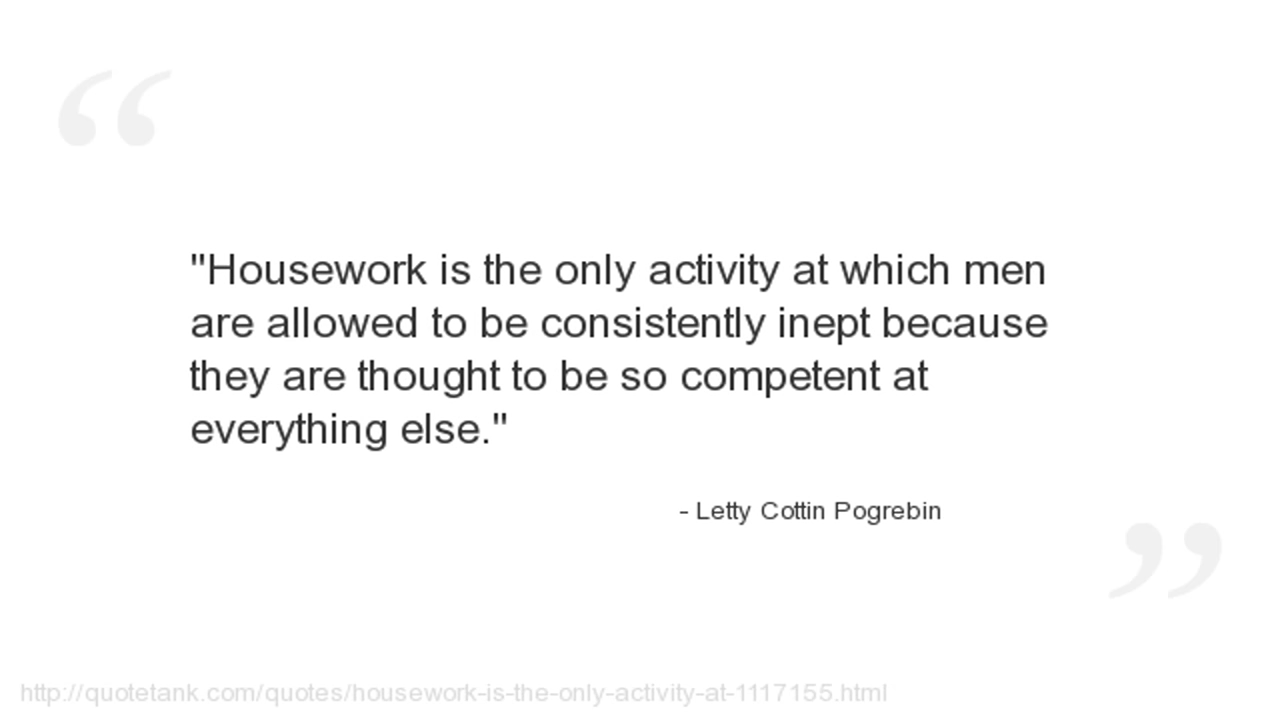 "Housework is the only activity at which men
are allowed to be consistently inept because
they are thought to be so competent at
everything else."
- Letty Cottin Pogrebin
http://quotetank.com/quotes/housework-is-the-only-activity-at-1117155.html